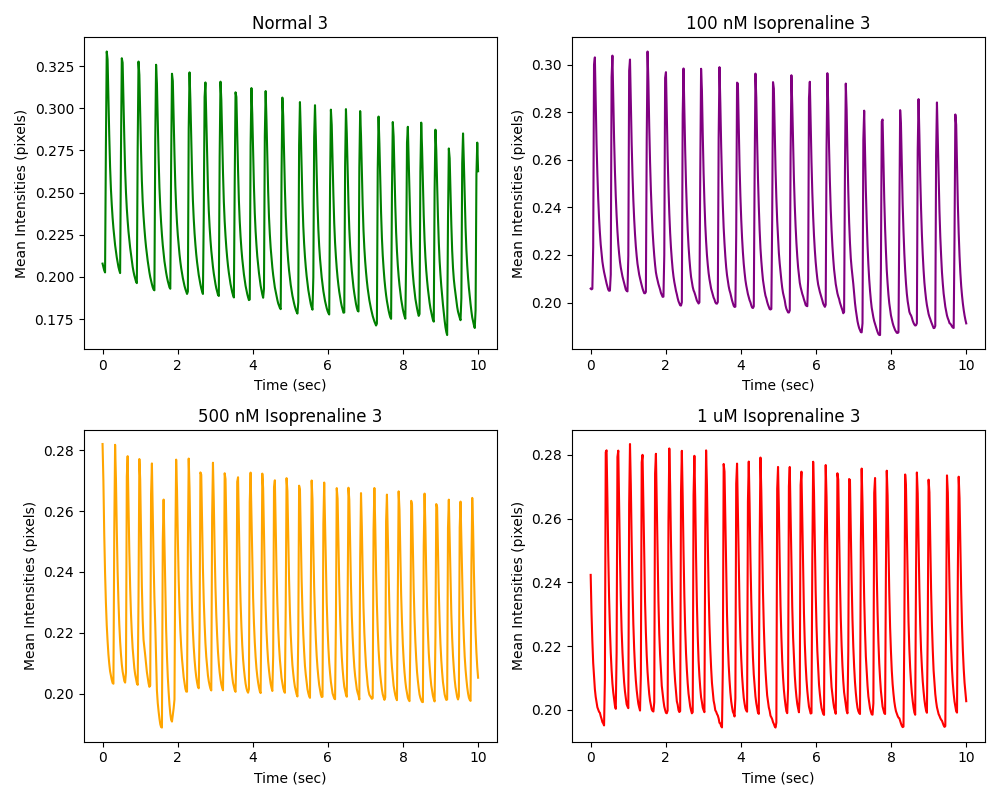 Normal 3
Mean Intensities (pixels)
0.325
0.300
0.275
0.250
0.225
0.200
0.175
0 2 4 6 8 10
Time (sec)
100 nM Isoprenaline 3
Mean Intensities (pixels)
0.30
0.28
0.26
0.24
0.22
0.20
0 2 4 6 8 10
Time (sec)
500 nM Isoprenaline 3
Mean Intensities (pixels)
0.28
0.26
0.24
0.22
0.20
0 2 4 6 8 10
Time (sec)
1 uM Isoprenaline 3
Mean Intensities (pixels)
0.28
0.26
0.24
0.22
0.20
0 2 4 6 8 10
Time (sec)